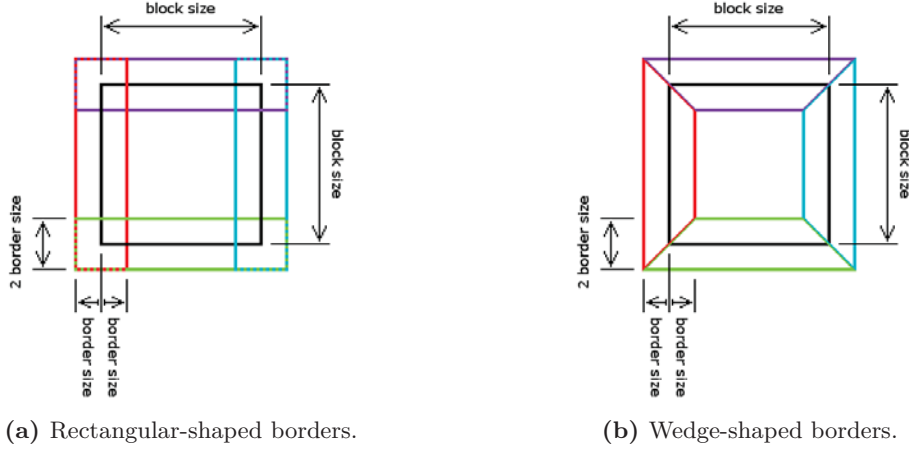 block size
block size
2 border size
border size
border size
(a) Rectangular-shaped borders.
block size
block size
2 border size
border size
border size
(b) Wedge-shaped borders.